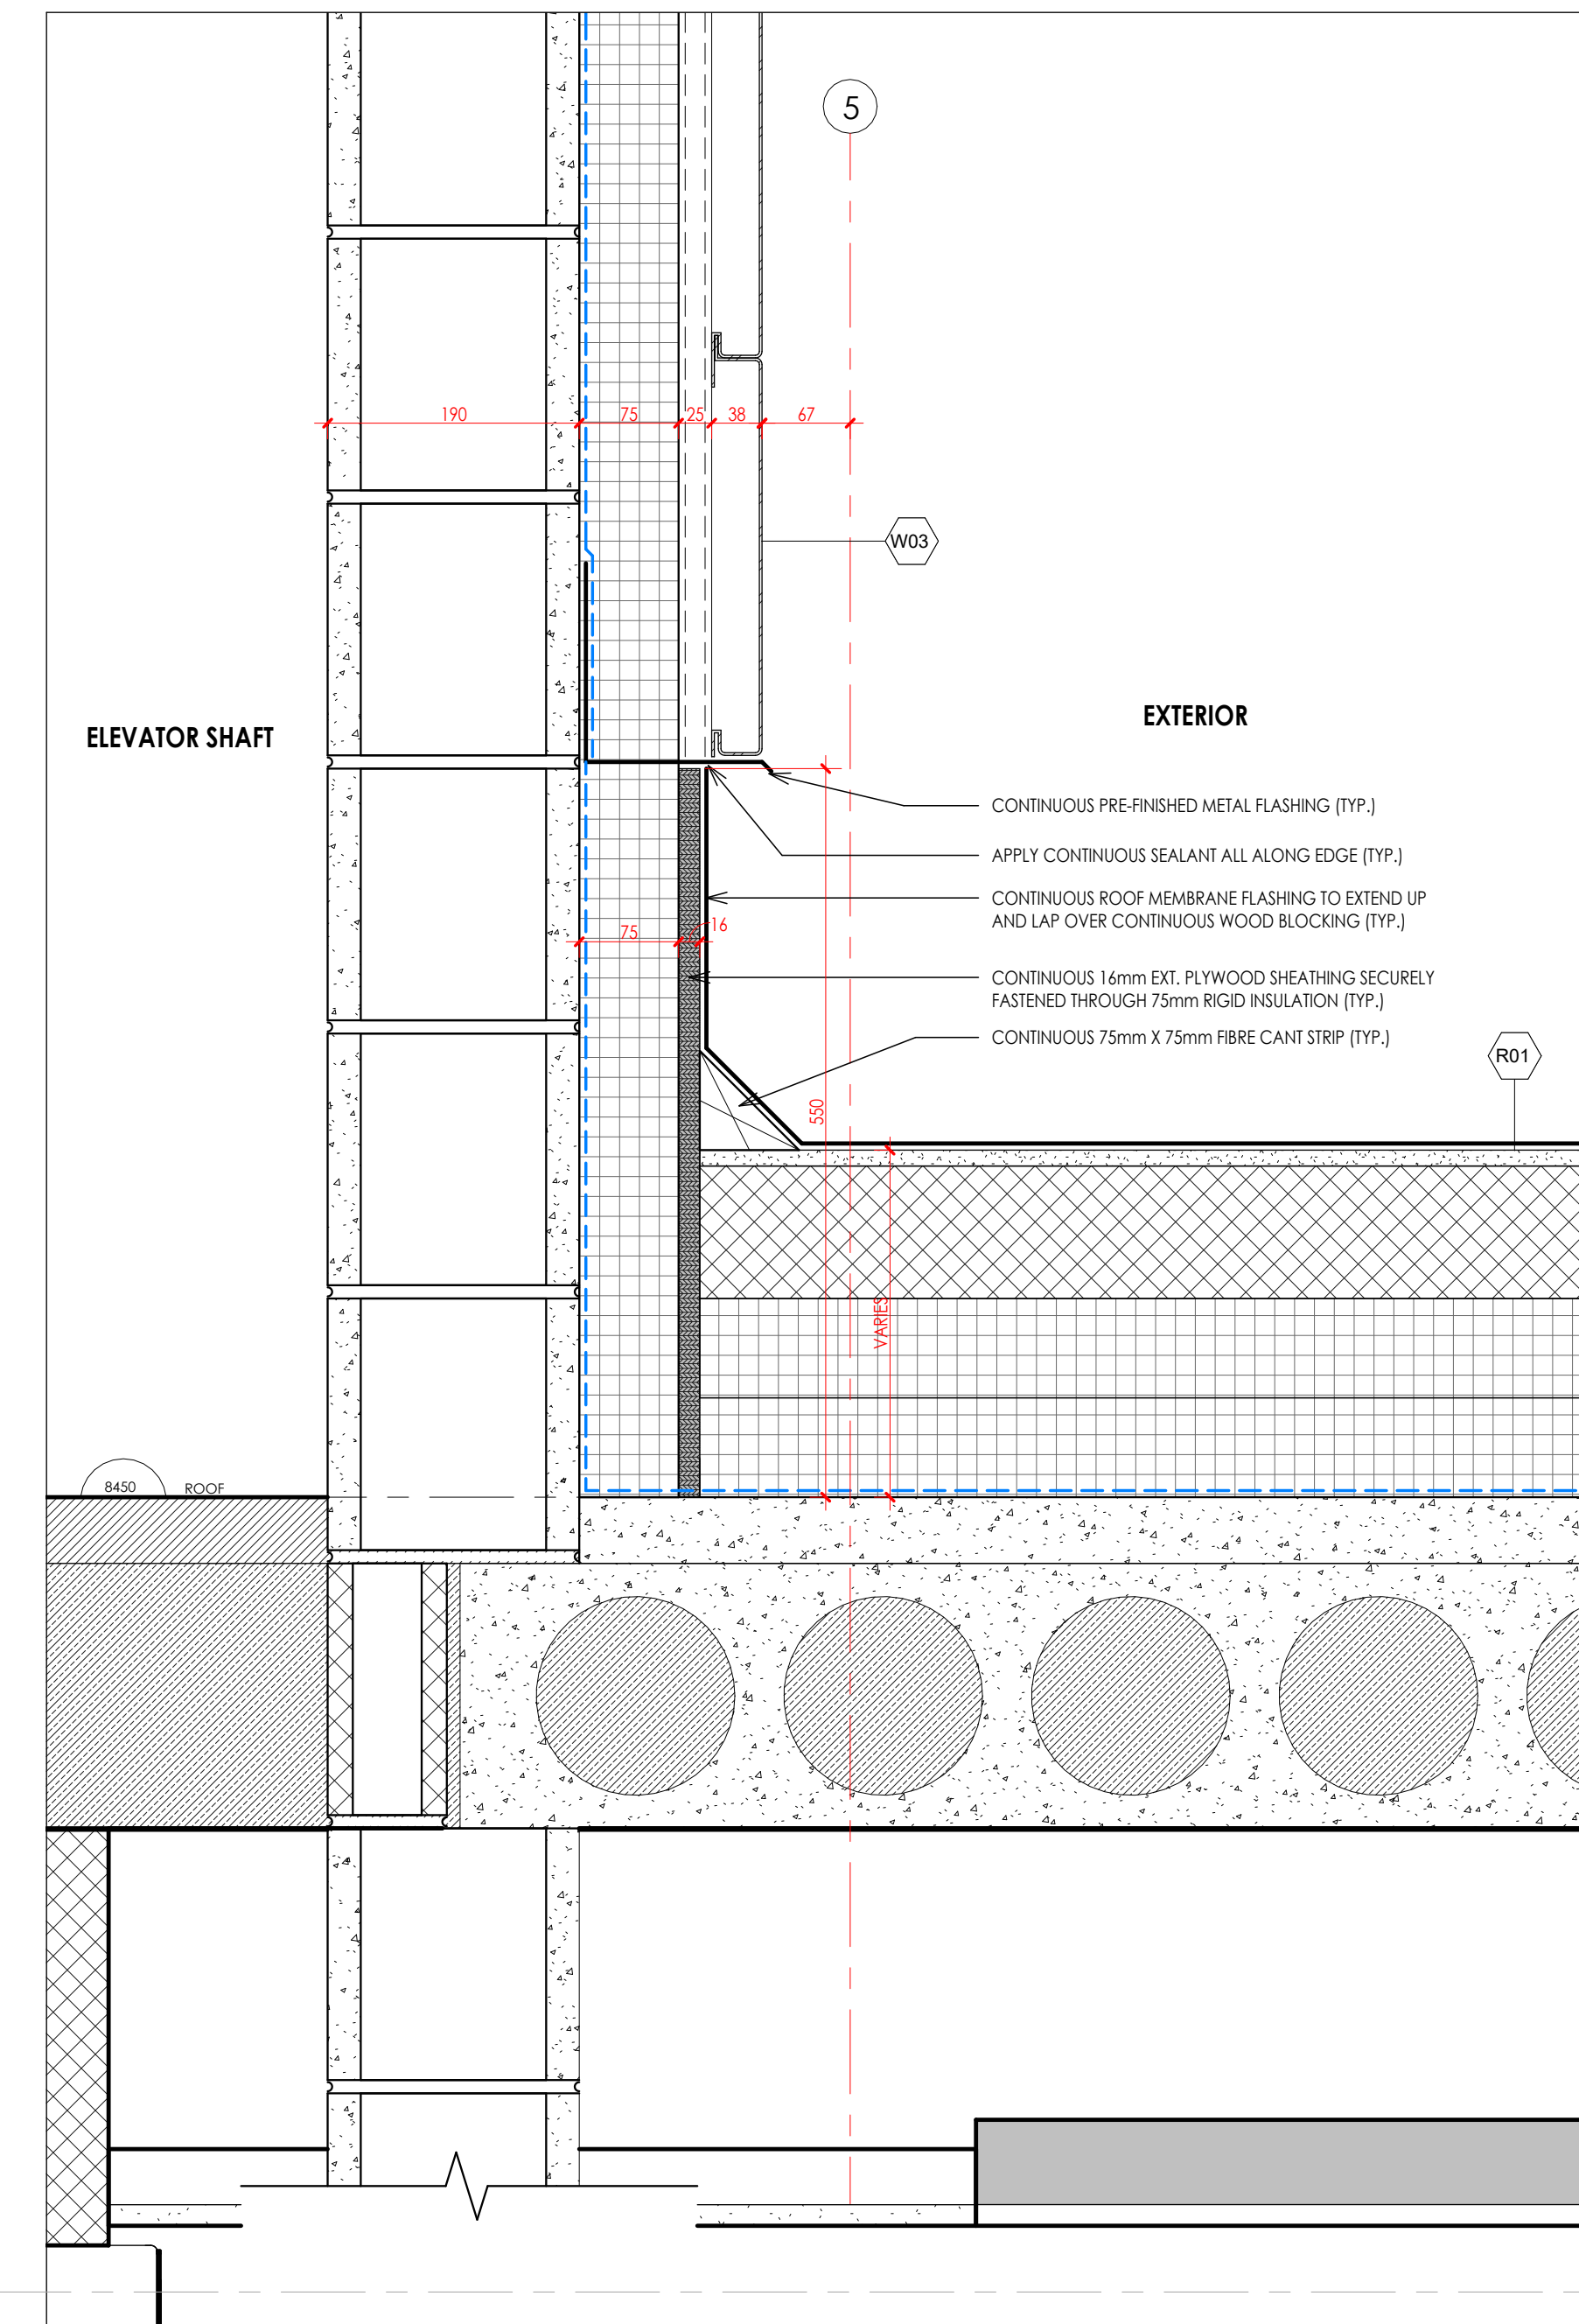 5
190
75
25
38
67
W03
EXTERIOR
ELEVATOR SHAFT
CONTINUOUS PRE-FINISHED METAL FLASHING (TYP.)
APPLY CONTINUOUS SEALANT ALL ALONG EDGE (TYP.)
CONTINUOUS ROOF MEMBRANE FLASHING TO EXTEND UP
AND LAP OVER CONTINUOUS WOOD BLOCKING (TYP.)
75
16
CONTINUOUS 16mm EXT. PLYWOOD SHEATHING SECURELY
FASTENED THROUGH 75mm RIGID INSULATION (TYP.)
CONTINUOUS 75mm X 75mm FIBRE CANT STRIP (TYP.)
R01
550
VARIES
8450
ROOF